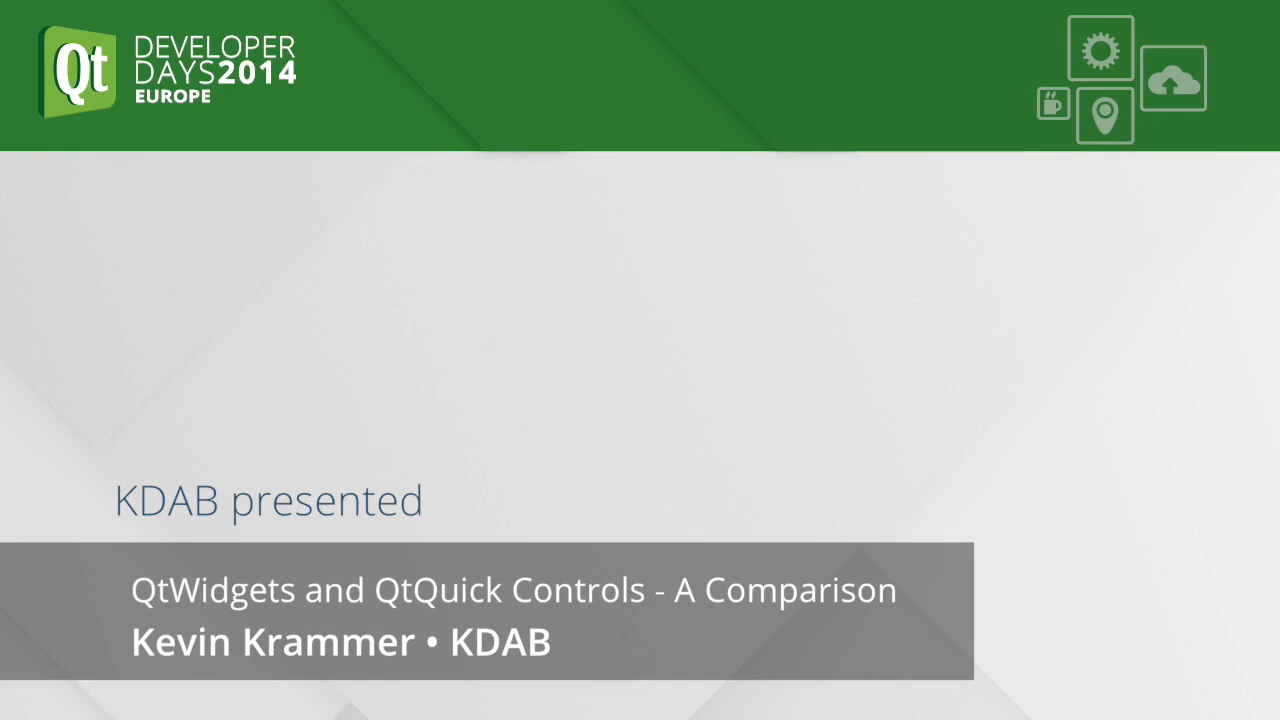 Qt
DEVELOPER
DAYS2014
EUROPE
KDAB presented
QtWidgets and QtQuick Controls - A Comparison
Kevin Krammer • KDAB